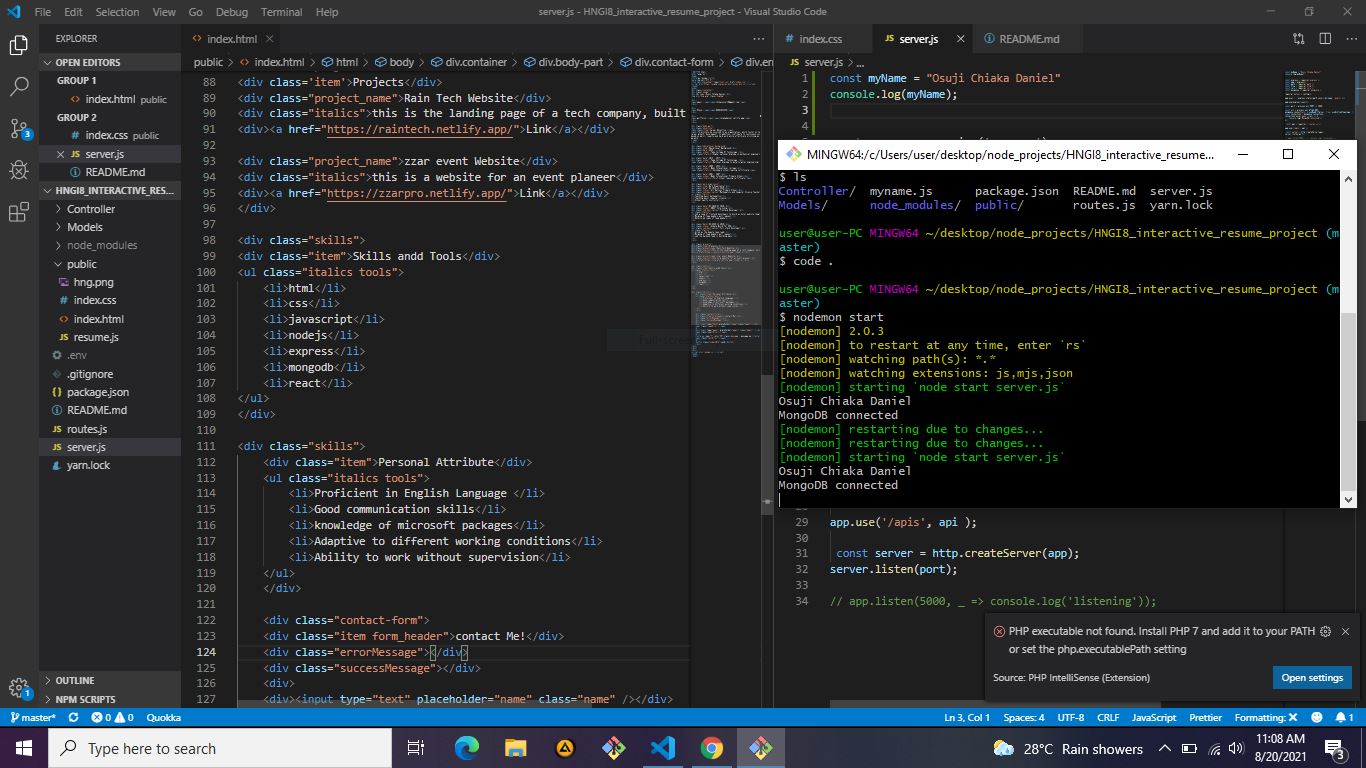 File Edit Selection View Go Debug Terminal Help
server.js - HNGI8_interactive_resume_project - Visual Studio Code
EXPLORER
OPEN EDITORS
GROUP 1
index.html public
GROUP 2
index.css public
server.js
README.md
HNGI8_INTERACTIVE_RES...
Controller
Models
node_modules
public
hng.png
index.css
index.html
resume.js
.env
.gitignore
package.json
README.md
routes.js
server.js
yarn.lock
OUTLINE
NPM SCRIPTS
index.html
public > index.html > html > body > div.container > div.body-part > div.contact-form > div.er
88 <div class='item'>Projects</div>
89 <div class="project_name">Rain Tech Website</div>
90 <div class="italics">this is the landing page of a tech company, built
91 <div><a href="https://raintech.netlify.app/">Link</a></div>
92
93 <div class="project_name">zzar event Website</div>
94 <div class="italics">this is a website for an event planeer</div>
95 <div><a href="https://zzarpro.netlify.app/">Link</a></div>
96 </div>
97
98 <div class="skills">
99 <div class="item">Skills andd Tools</div>
100 <ul class="italics tools">
101 <li>html</li>
102 <li>css</li>
103 <li>javascript</li>
104 <li>nodejs</li>
105 <li>express</li>
106 <li>mongodb</li>
107 <li>react</li>
108 </ul>
109 </div>
110
111 <div class="skills">
112 <div class="item">Personal Attribute</div>
113 <ul class="italics tools">
114 <li>Proficient in English Language </li>
115 <li>Good communication skills</li>
116 <li>knowledge of microsoft packages</li>
117 <li>Adaptive to different working conditions</li>
118 <li>Ability to work without supervision</li>
119 </ul>
120 </div>
121
122 <div class="contact-form">
123 <div class="item form_header">contact Me!</div>
124 <div class="errorMessage"></div>
125 <div class="successMessage"></div>
126 <div>
127 <div><input type="text" placeholder="name" class="name" /></div>
index.css server.js README.md
server.js > ...
1 const myName = "Osuji Chiaka Daniel"
2 console.log(myName);
3
4
MINGW64:/c/Users/user/desktop/node_projects/HNGI8_interactive_resume...
$ ls
Controller/ myname.js package.json README.md server.js
Models/ node_modules/ public/ routes.js yarn.lock
user@user-PC MINGW64 ~/desktop/node_projects/HNGI8_interactive_resume_project (m
aster)
$ code .
user@user-PC MINGW64 ~/desktop/node_projects/HNGI8_interactive_resume_project (m
aster)
$ nodemon start
[nodemon] 2.0.3
[nodemon] to restart at any time, enter `rs`
[nodemon] watching path(s): *.*
[nodemon] watching extensions: js,mjs,json
[nodemon] starting `node start server.js`
Osuji Chiaka Daniel
MongoDB connected
[nodemon] restarting due to changes...
[nodemon] restarting due to changes...
[nodemon] starting `node start server.js`
Osuji Chiaka Daniel
MongoDB connected
29 app.use('/apis', api );
30
31 const server = http.createServer(app);
32 server.listen(port);
33
34 // app.listen(5000, _ => console.log('listening'));
PHP executable not found. Install PHP 7 and add it to your PATH
or set the php.executablePath setting
Source: PHP IntelliSense (Extension)
Open settings
master* 0 0 Quokka
Ln 3, Col 1 Spaces: 4 UTF-8 CRLF JavaScript Prettier Formatting: 1
Type here to search
28°C Rain showers
11:08 AM
8/20/2021
3